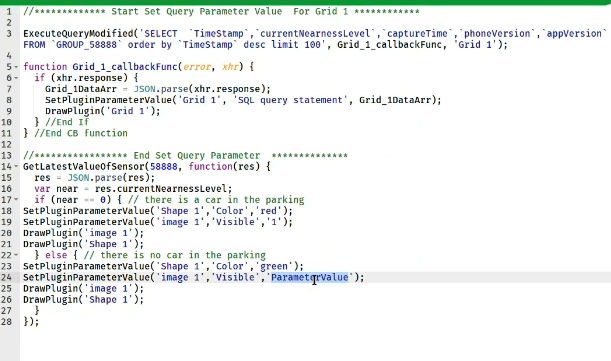 1 //************* Start Set Query Parameter Value For Grid 1 ************
2
3 ExecuteQueryModified('SELECT `TimeStamp`,`currentNearnessLevel`,`captureTime`,`phoneVersion`,`appVersion`
FROM `GROUP_58888` order by `TimeStamp` desc limit 100', Grid_1_callbackFunc, 'Grid 1');
4
5 function Grid_1_callbackFunc(error, xhr) {
6 if (xhr.response) {
7 Grid_1DataArr = JSON.parse(xhr.response);
8 SetPluginParameterValue('Grid 1', 'SQL query statement', Grid_1DataArr);
9 DrawPlugin('Grid 1');
10 } //End If
11 } //End CB function
12
13 //***************** End Set Query Parameter **************
14 GetLatestValueOfSensor(58888, function(res) {
15 res = JSON.parse(res);
16 var near = res.currentNearnessLevel;
17 if (near == 0) { // there is a car in the parking
18 SetPluginParameterValue('Shape 1','Color','red');
19 SetPluginParameterValue('image 1','Visible','1');
20 DrawPlugin('image 1');
21 DrawPlugin('Shape 1');
22 } else { // there is no car in the parking
23 SetPluginParameterValue('Shape 1','Color','green');
24 SetPluginParameterValue('image 1','Visible','ParameterValue');
25 DrawPlugin('image 1');
26 DrawPlugin('Shape 1');
27 }
28 });